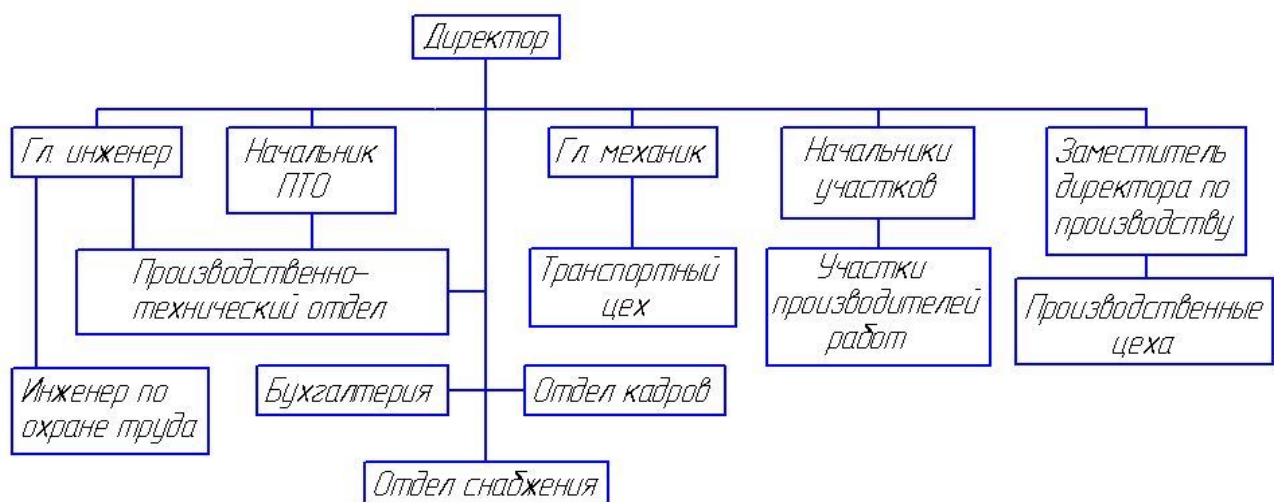 Директор
Гл. инженер
Начальник
ПТО
Гл. механик
Начальники
участков
Заместитель
директора по
производству
Производственно-
технический отдел
Транспортный
цех
Участки
производителей
работ
Производственные
цеха
Инженер по
охране труда
Бухгалтерия
Отдел кадров
Отдел снабжения